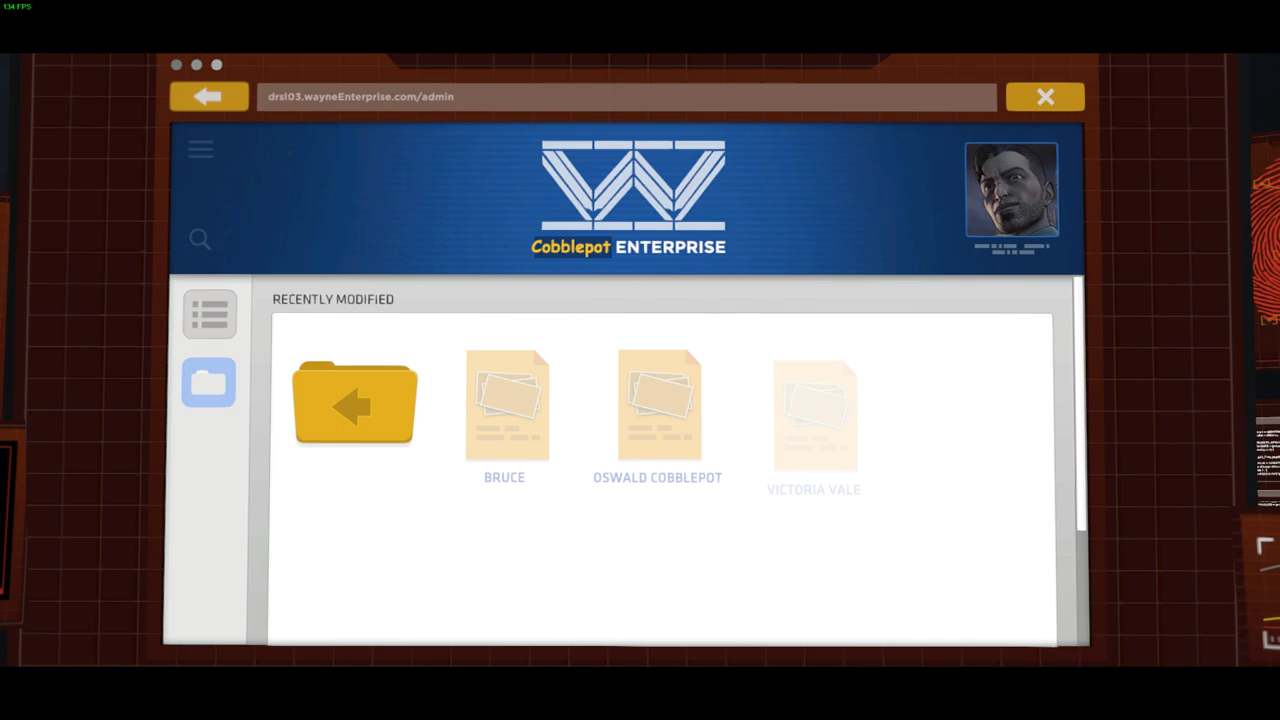 134 FPS
drsl03.wayneEnterprise.com/admin
W
Cobblepot ENTERPRISE
RECENTLY MODIFIED
BRUCE
OSWALD COBBLEPOT
VICTORIA VALE